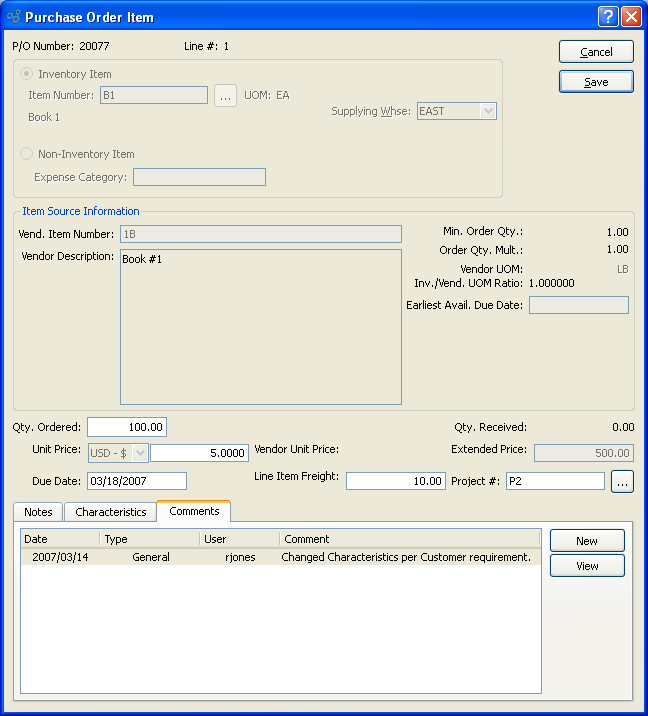 Purchase Order Item
P/O Number: 20077 Line #: 1
Cancel
Save
Inventory Item
Item Number: B1 ... UOM: EA
Book 1
Supplying Whse: EAST
Non-Inventory Item
Expense Category:
Item Source Information
Vend. Item Number: 1B
Vendor Description: Book #1
Min. Order Qty.: 1.00
Order Qty. Mult.: 1.00
Vendor UOM: LB
Inv./Vend. UOM Ratio: 1.000000
Earliest Avail. Due Date:
Qty. Ordered: 100.00 Qty. Received: 0.00
Unit Price: USD - $ 5.0000 Vendor Unit Price: Extended Price: 500.00
Due Date: 03/18/2007 Line Item Freight: 10.00 Project #: P2 ...
Notes Characteristics Comments
Date Type User Comment
2007/03/14 General rjones Changed Characteristics per Customer requirement.
New
View